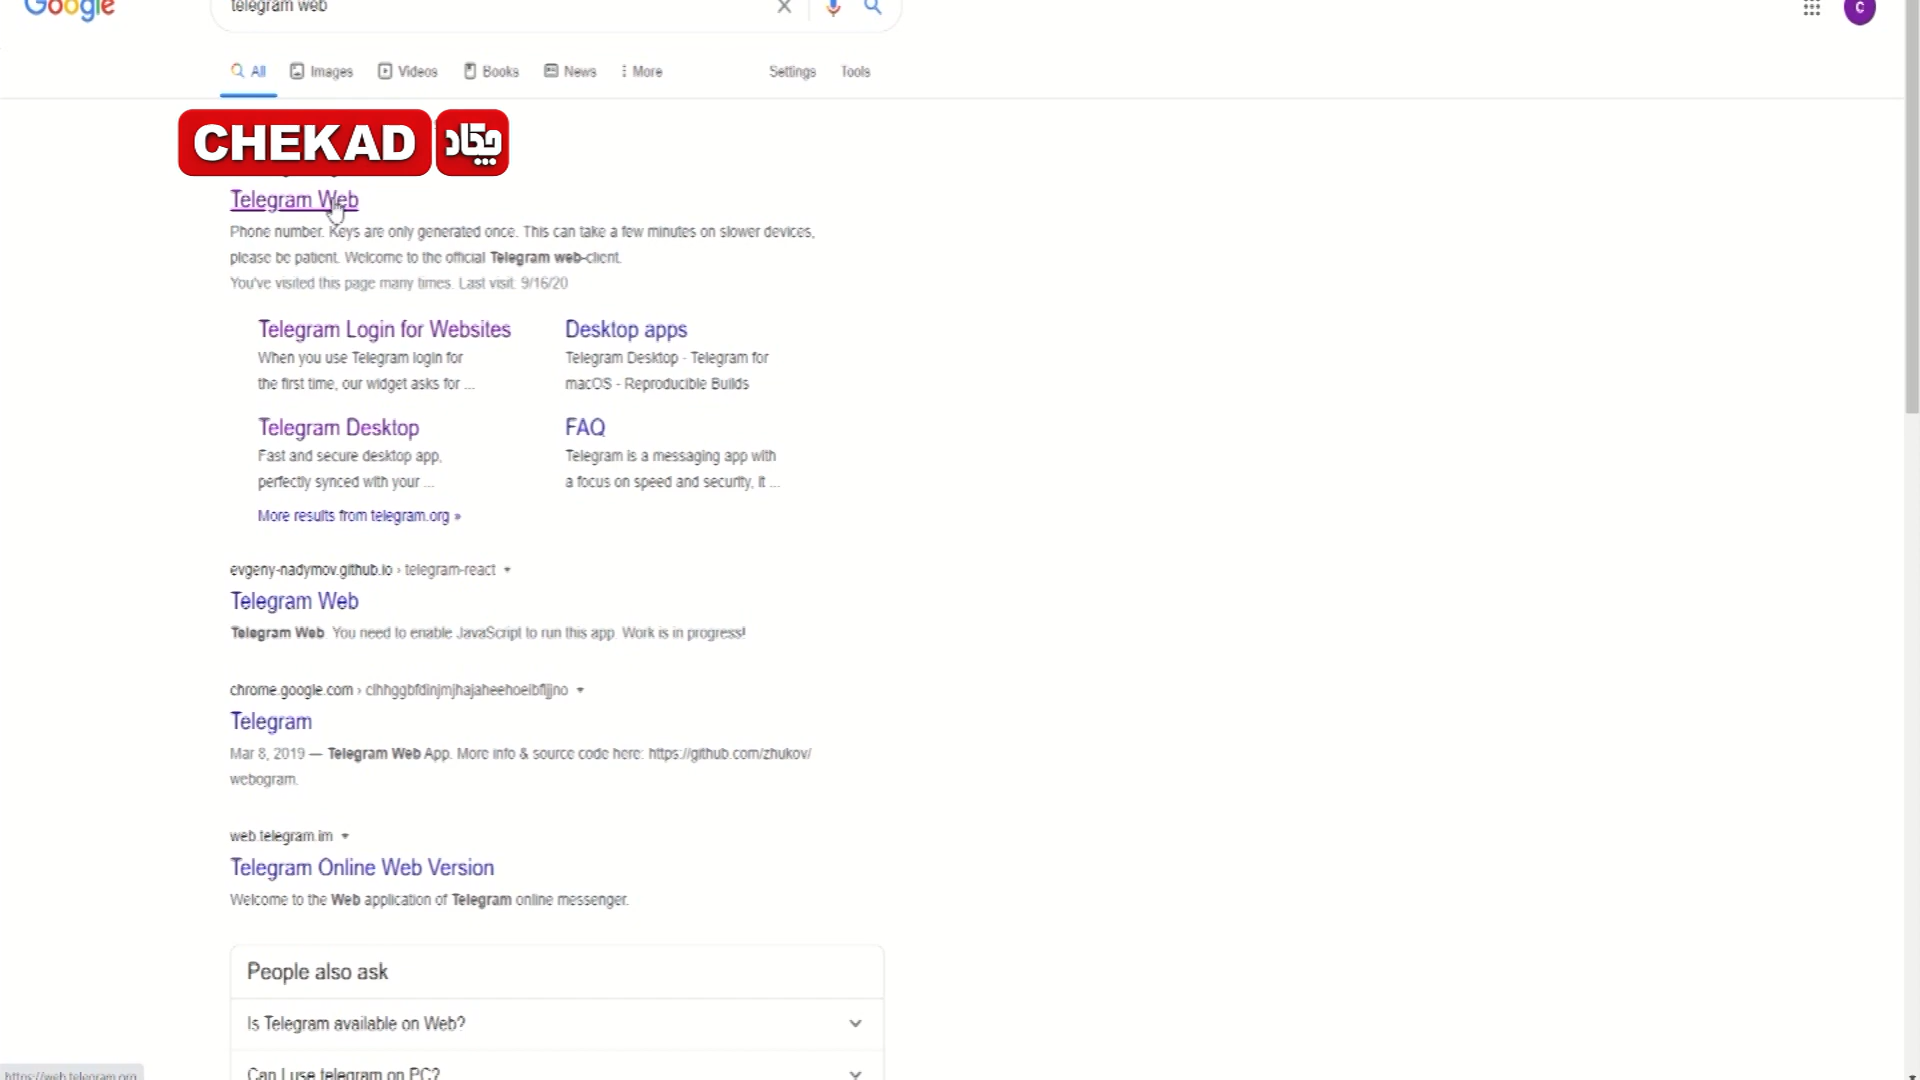 Google
telegram web
All Images Videos Books News More Settings Tools
CHEKAD چکاد
Telegram Web
Phone number. Keys are only generated once. This can take a few minutes on slower devices,
please be patient. Welcome to the official Telegram web-client.
You've visited this page many times. Last visit: 9/16/20
Telegram Login for Websites
When you use Telegram login for
the first time, our widget asks for ...
Desktop apps
Telegram Desktop - Telegram for
macOS - Reproducible Builds
Telegram Desktop
Fast and secure desktop app,
perfectly synced with your ...
FAQ
Telegram is a messaging app with
a focus on speed and security, it ...
More results from telegram.org »
evgeny-nadymov.github.io › telegram-react
Telegram Web
Telegram Web You need to enable JavaScript to run this app. Work is in progress!
chrome.google.com ›
Telegram
Mar 8, 2019 — Telegram Web App. More info & source code here: https://github.com/zhukov/
webogram.
web.telegram.im
Telegram Online Web Version
Welcome to the Web application of Telegram online messenger.
People also ask
Is Telegram available on Web?
Can I use telegram on PC?
https://web.telegram.org
C